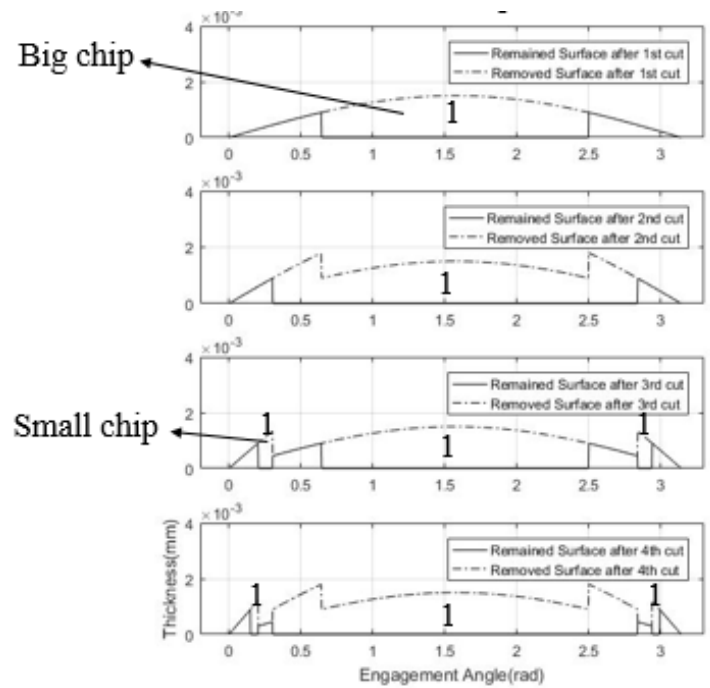 ×10⁻³
Big chip
4
2
0
Remained Surface after 1st cut
Removed Surface after 1st cut
1
0 0.5 1 1.5 2 2.5 3
4
2
0
Remained Surface after 2nd cut
Removed Surface after 2nd cut
1
0 0.5 1 1.5 2 2.5 3
×10⁻³
Small chip
4
2
0
Remained Surface after 3rd cut
Removed Surface after 3rd cut
1 1 1
0 0.5 1 1.5 2 2.5 3
×10⁻³
Thickness(mm)
4
2
0
Remained Surface after 4th cut
Removed Surface after 4th cut
1 1 1
0 0.5 1 1.5 2 2.5 3
Engagement Angle(rad)